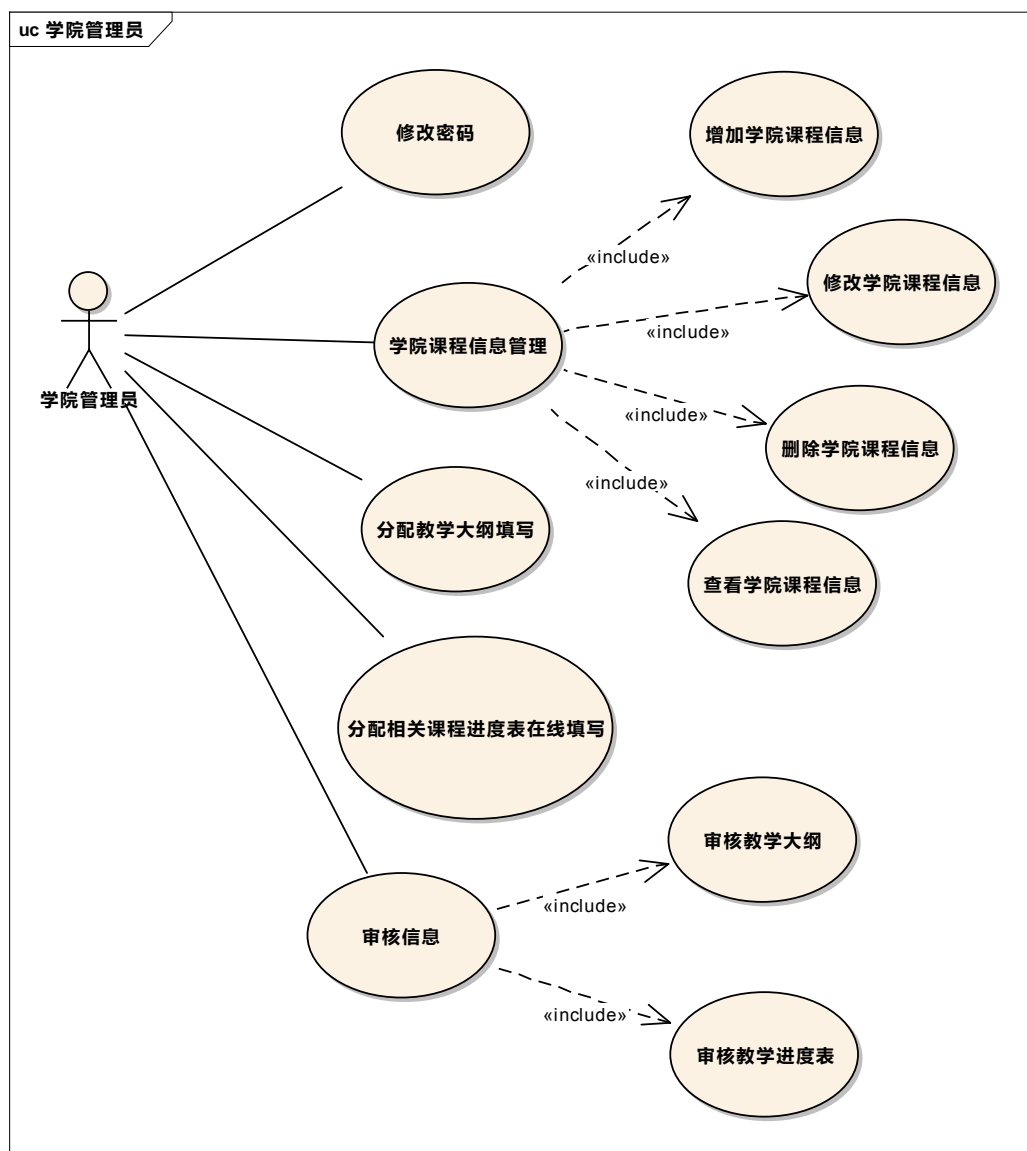 uc 学院管理员
修改密码
增加学院课程信息
«include»
修改学院课程信息
«include»
学院课程信息管理
学院管理员
«include»
删除学院课程信息
«include»
分配教学大纲填写
查看学院课程信息
分配相关课程进度表在线填写
审核教学大纲
«include»
审核信息
«include»
审核教学进度表